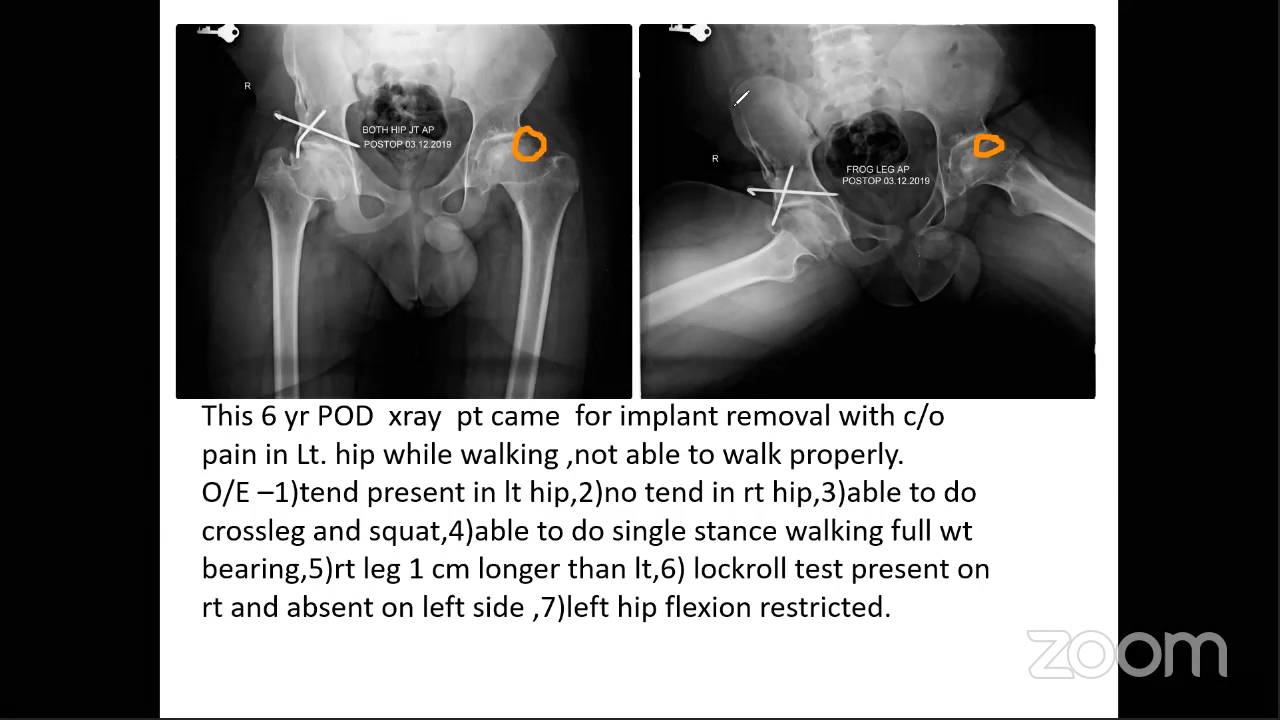 R
BOTH HIP JT AP
POSTOP 03.12.2019
R
FROG LEG AP
POSTOP 03.12.2019
This 6 yr POD xray pt came for implant removal with c/o
pain in Lt. hip while walking ,not able to walk properly.
O/E –1)tend present in lt hip,2)no tend in rt hip,3)able to do
crossleg and squat,4)able to do single stance walking full wt
bearing,5)rt leg 1 cm longer than lt,6) lockroll test present on
rt and absent on left side ,7)left hip flexion restricted.
zoom